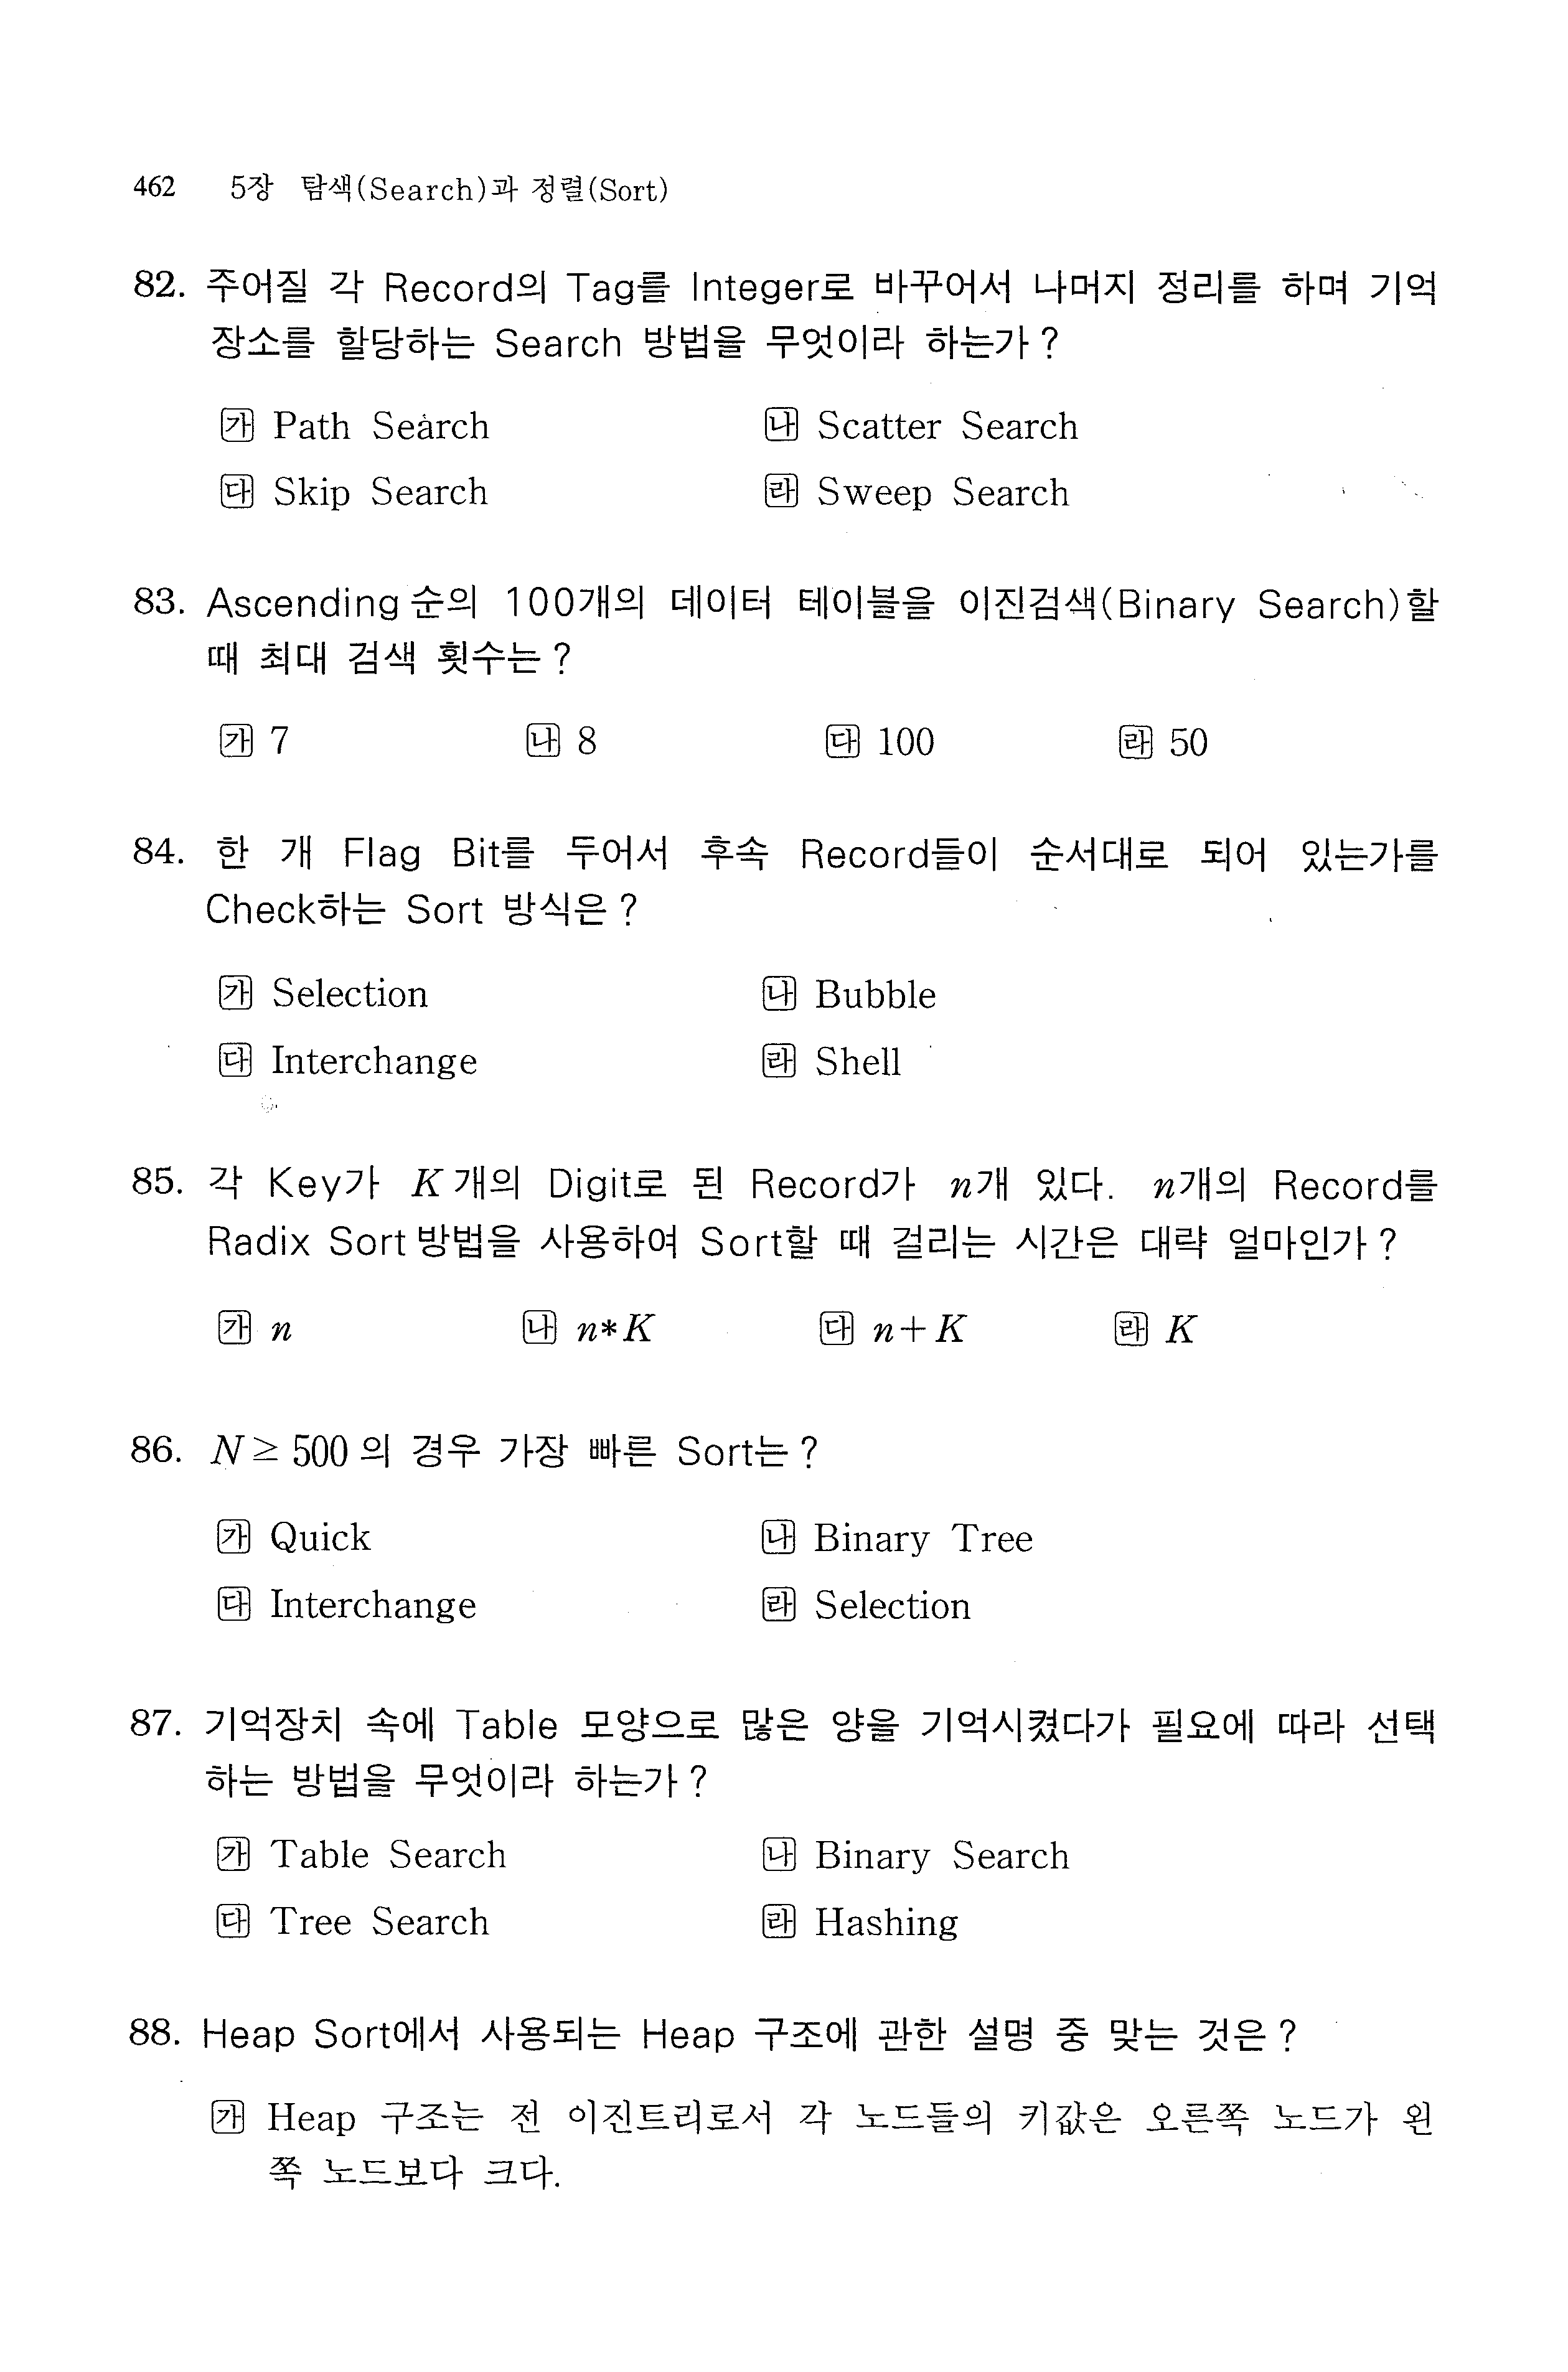 462 5장 탐색(Search)과 정렬(Sort)
82. 주어질 각 Record의 Tag를 Integer로 바꾸어서 나머지 정리를 하며 기억
장소를 할당하는 Search 방법을 무엇이라 하는가?
㉮ Path Search ㉯ Scatter Search
㉰ Skip Search ㉱ Sweep Search
83. Ascending순의 100개의 데이터 테이블을 이진검색(Binary Search)할
때 최대 검색 횟수는?
㉮ 7 ㉯ 8 ㉰ 100 ㉱ 50
84. 한 개 Flag Bit를 두어서 후속 Record들이 순서대로 되어 있는가를
Check하는 Sort 방식은?
㉮ Selection ㉯ Bubble
㉰ Interchange ㉱ Shell
85. 각 Key가 K개의 Digit로 된 Record가 n개 있다. n개의 Record를
Radix Sort방법을 사용하여 Sort할 때 걸리는 시간은 대략 얼마인가?
㉮ n ㉯ n*K ㉰ n+K ㉱ K
86. N≥500의 경우 가장 빠른 Sort는?
㉮ Quick ㉯ Binary Tree
㉰ Interchange ㉱ Selection
87. 기억장치 속에 Table 모양으로 많은 양을 기억시켰다가 필요에 따라 선택
하는 방법을 무엇이라 하는가?
㉮ Table Search ㉯ Binary Search
㉰ Tree Search ㉱ Hashing
88. Heap Sort에서 사용되는 Heap 구조에 관한 설명 중 맞는 것은?
㉮ Heap 구조는 전 이진트리로서 각 노드들의 키값은 오른쪽 노드가 왼
쪽 노드보다 크다.